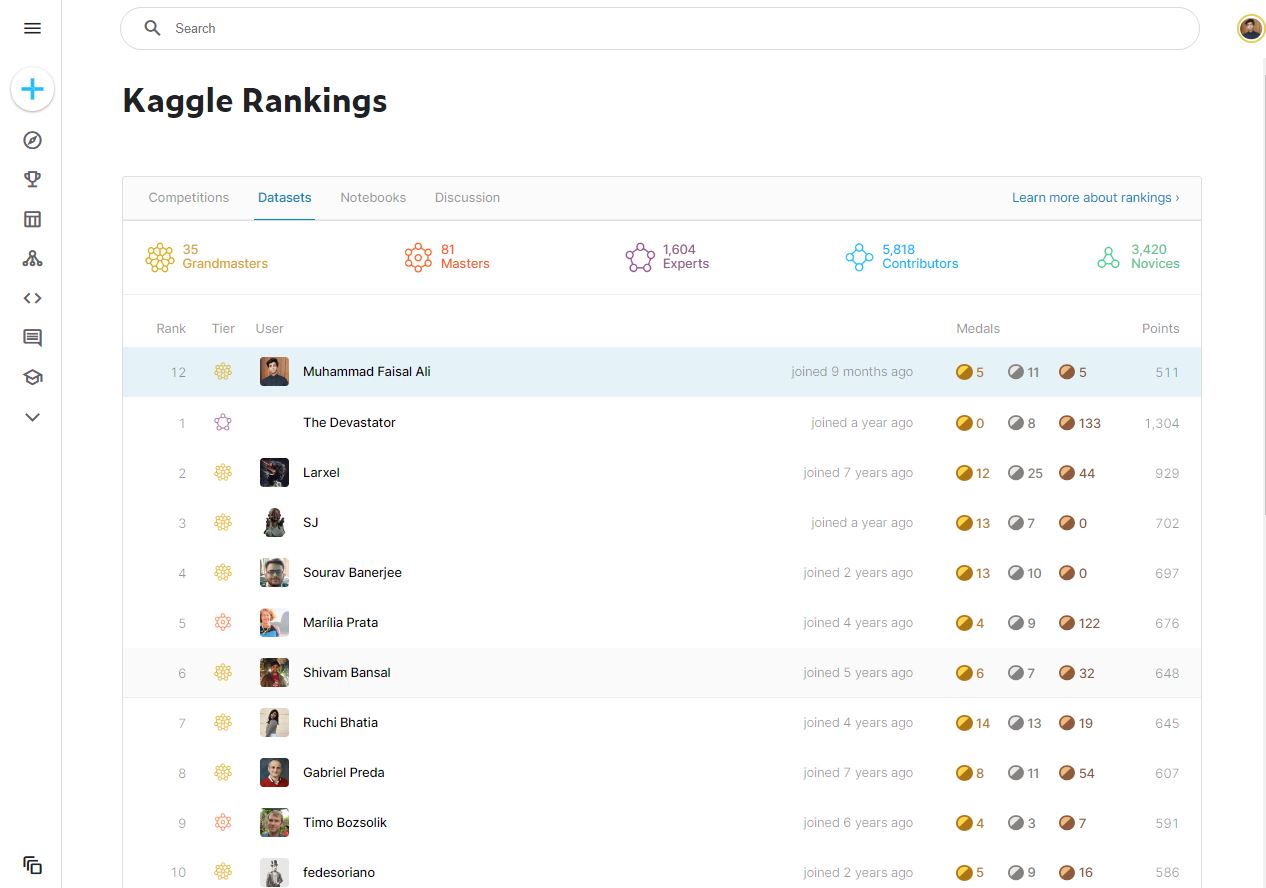 Search
Kaggle Rankings
Competitions Datasets Notebooks Discussion Learn more about rankings ›
35 Grandmasters
81 Masters
1,604 Experts
5,818 Contributors
3,420 Novices
Rank Tier User Medals Points
12 Muhammad Faisal Ali joined 9 months ago 5 11 5 511
1 The Devastator joined a year ago 0 8 133 1,304
2 Larxel joined 7 years ago 12 25 44 929
3 SJ joined a year ago 13 7 0 702
4 Sourav Banerjee joined 2 years ago 13 10 0 697
5 Marília Prata joined 4 years ago 4 9 122 676
6 Shivam Bansal joined 5 years ago 6 7 32 648
7 Ruchi Bhatia joined 4 years ago 14 13 19 645
8 Gabriel Preda joined 7 years ago 8 11 54 607
9 Timo Bozsolik joined 6 years ago 4 3 7 591
10 fedesoriano joined 2 years ago 5 9 16 586